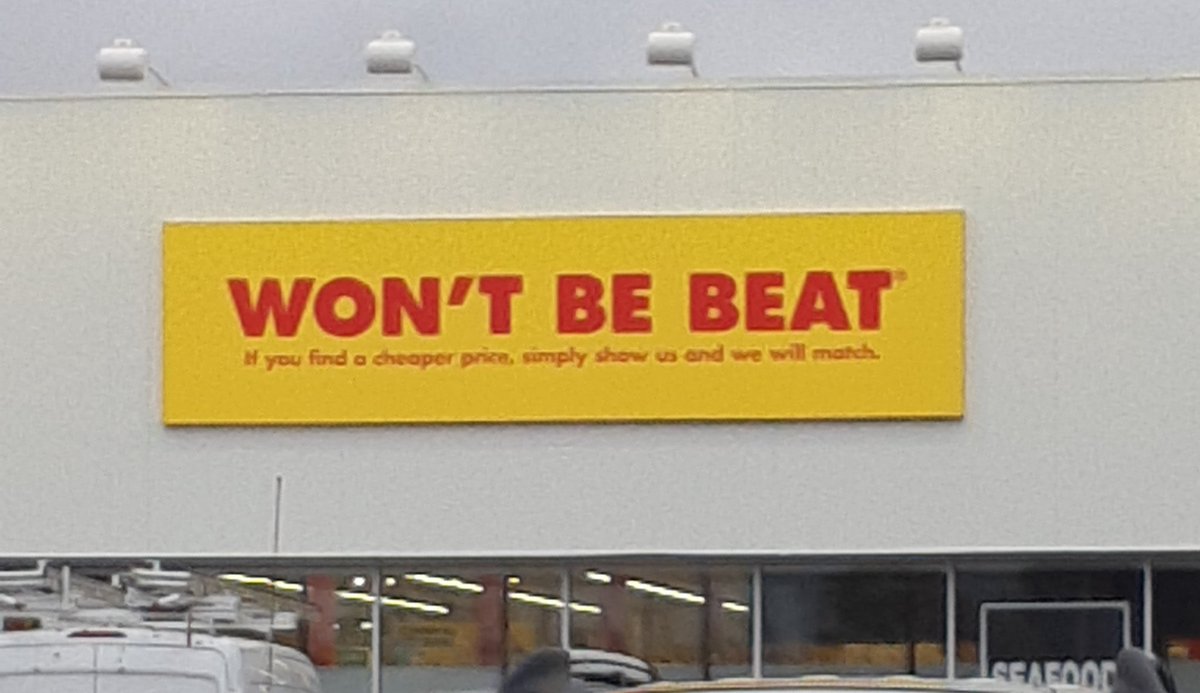 WON'T BE BEAT®
If you find a cheaper price, simply show us and we will match.
SEAFOOD